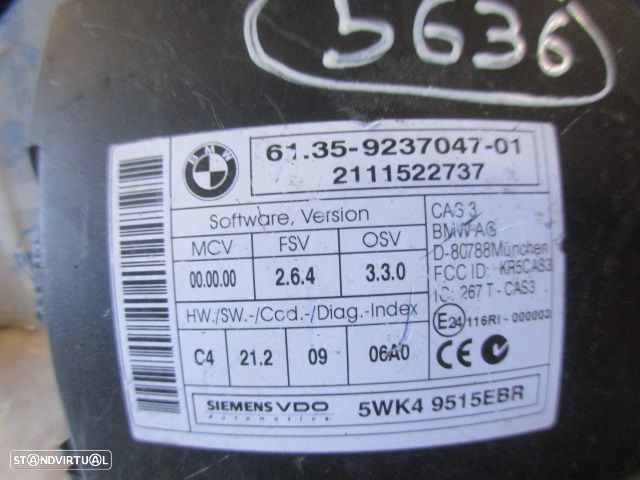 5636
BMW
61.35-9237047-01
2111522737
Software, Version
MCV FSV OSV
00.00.00 2.6.4 3.3.0
HW./SW.-/Cod.-/Diag.-Index
C4 21.2 09 06A0
CAS 3
BMW AG
D-80788München
FCC ID: KR5CAS3
IC: 267 T - CAS3
E24 116RI - 000003
CE
SIEMENS VDO
Automotive
5WK4 9515EBR
STANDVIRTUAL